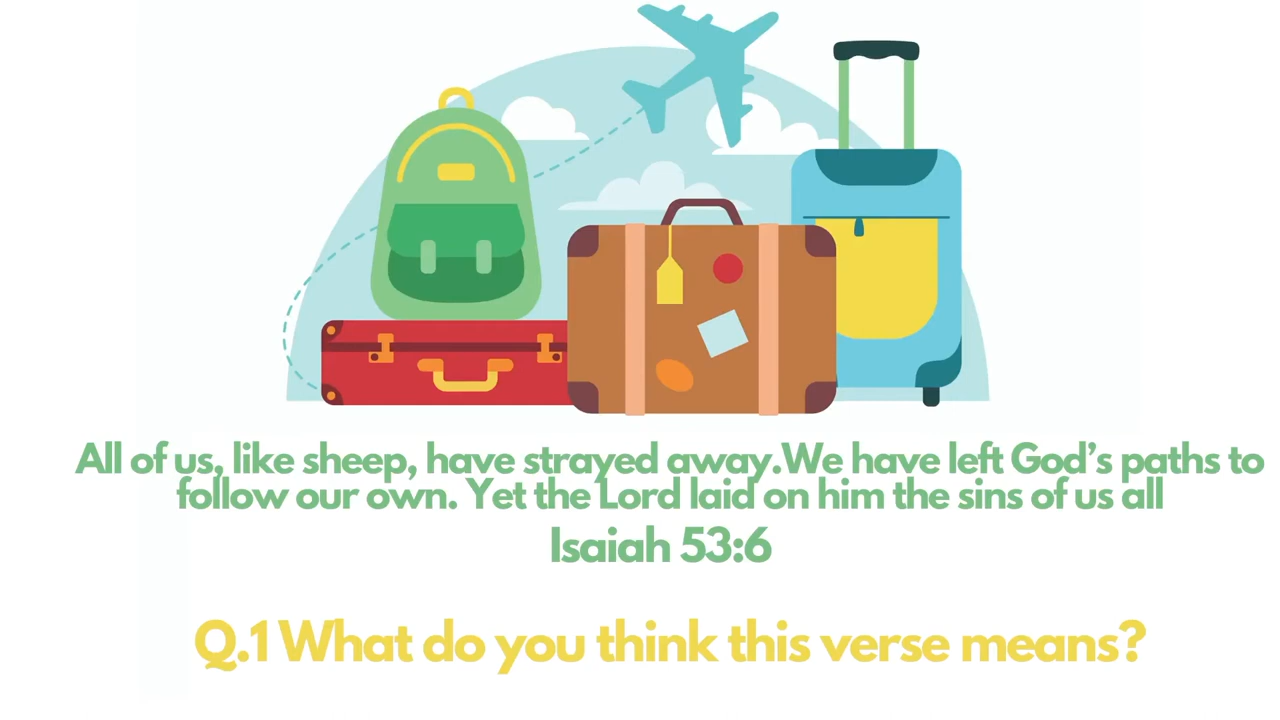 All of us, like sheep, have strayed away.We have left God’s paths to
follow our own. Yet the Lord laid on him the sins of us all
Isaiah 53:6
Q.1 What do you think this verse means?